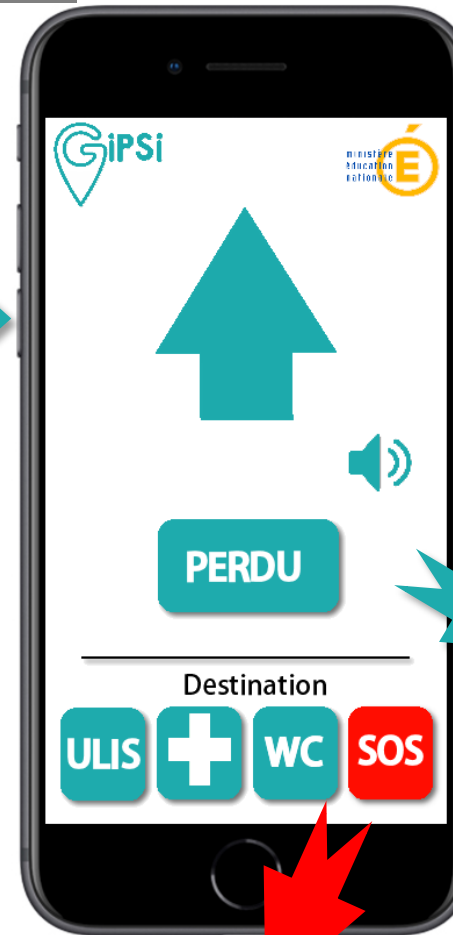 GiPSi
ministère
éducation
nationale
É
PERDU
Destination
ULIS
WC
SOS